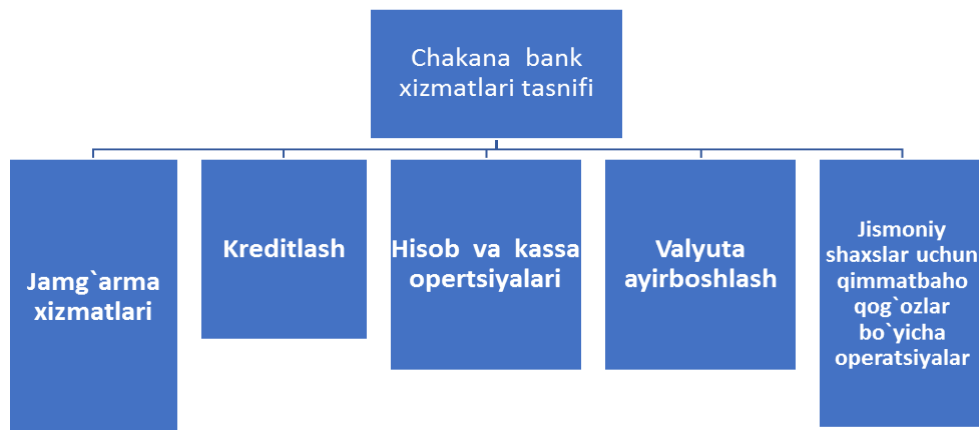 Chakana bank
xizmatlari tasnifi
Jamg`arma
xizmatlari
Kreditlash
Hisob va kassa
opertsiyalari
Valyuta
ayirboshlash
Jismoniy
shaxslar uchun
qimmatbaho
qog`ozlar
bo`yicha
operatsiyalar